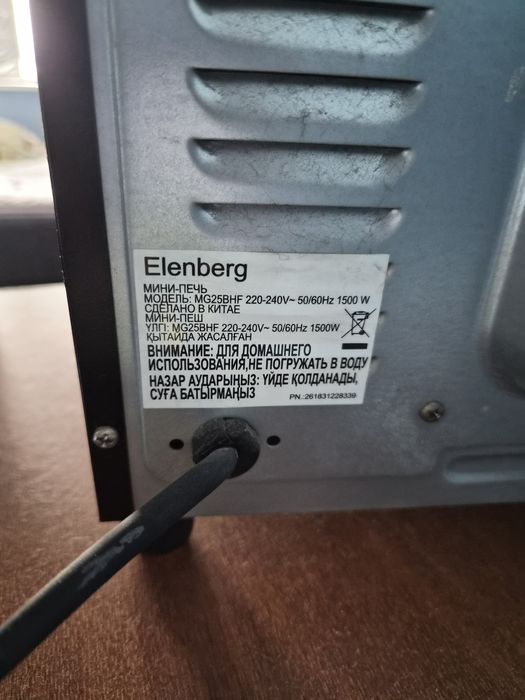 Elenberg
МИНИ-ПЕЧЬ
МОДЕЛЬ: MG25BHF 220-240V~ 50/60Hz 1500 W
СДЕЛАНО В КИТАЕ
МИНИ-ПЕШ
ҮЛГІ: MG25BHF 220-240V~ 50/60Hz 1500W
ҚЫТАЙДА ЖАСАЛҒАН
ВНИМАНИЕ: ДЛЯ ДОМАШНЕГО
ИСПОЛЬЗОВАНИЯ,НЕ ПОГРУЖАТЬ В ВОДУ
НАЗАР АУДАРЫҢЫЗ: ҮЙДЕ ҚОЛДАНАДЫ,
СУҒА БАТЫРМАҢЫЗ
PN.:261831228339